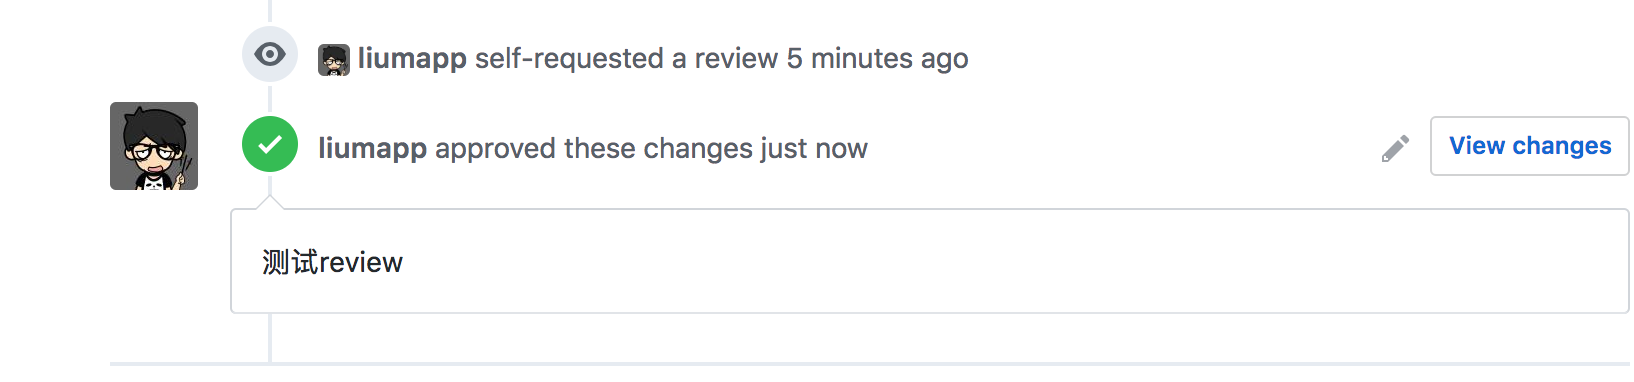 liumapp self-requested a review 5 minutes ago
liumapp approved these changes just now
View changes
测试review